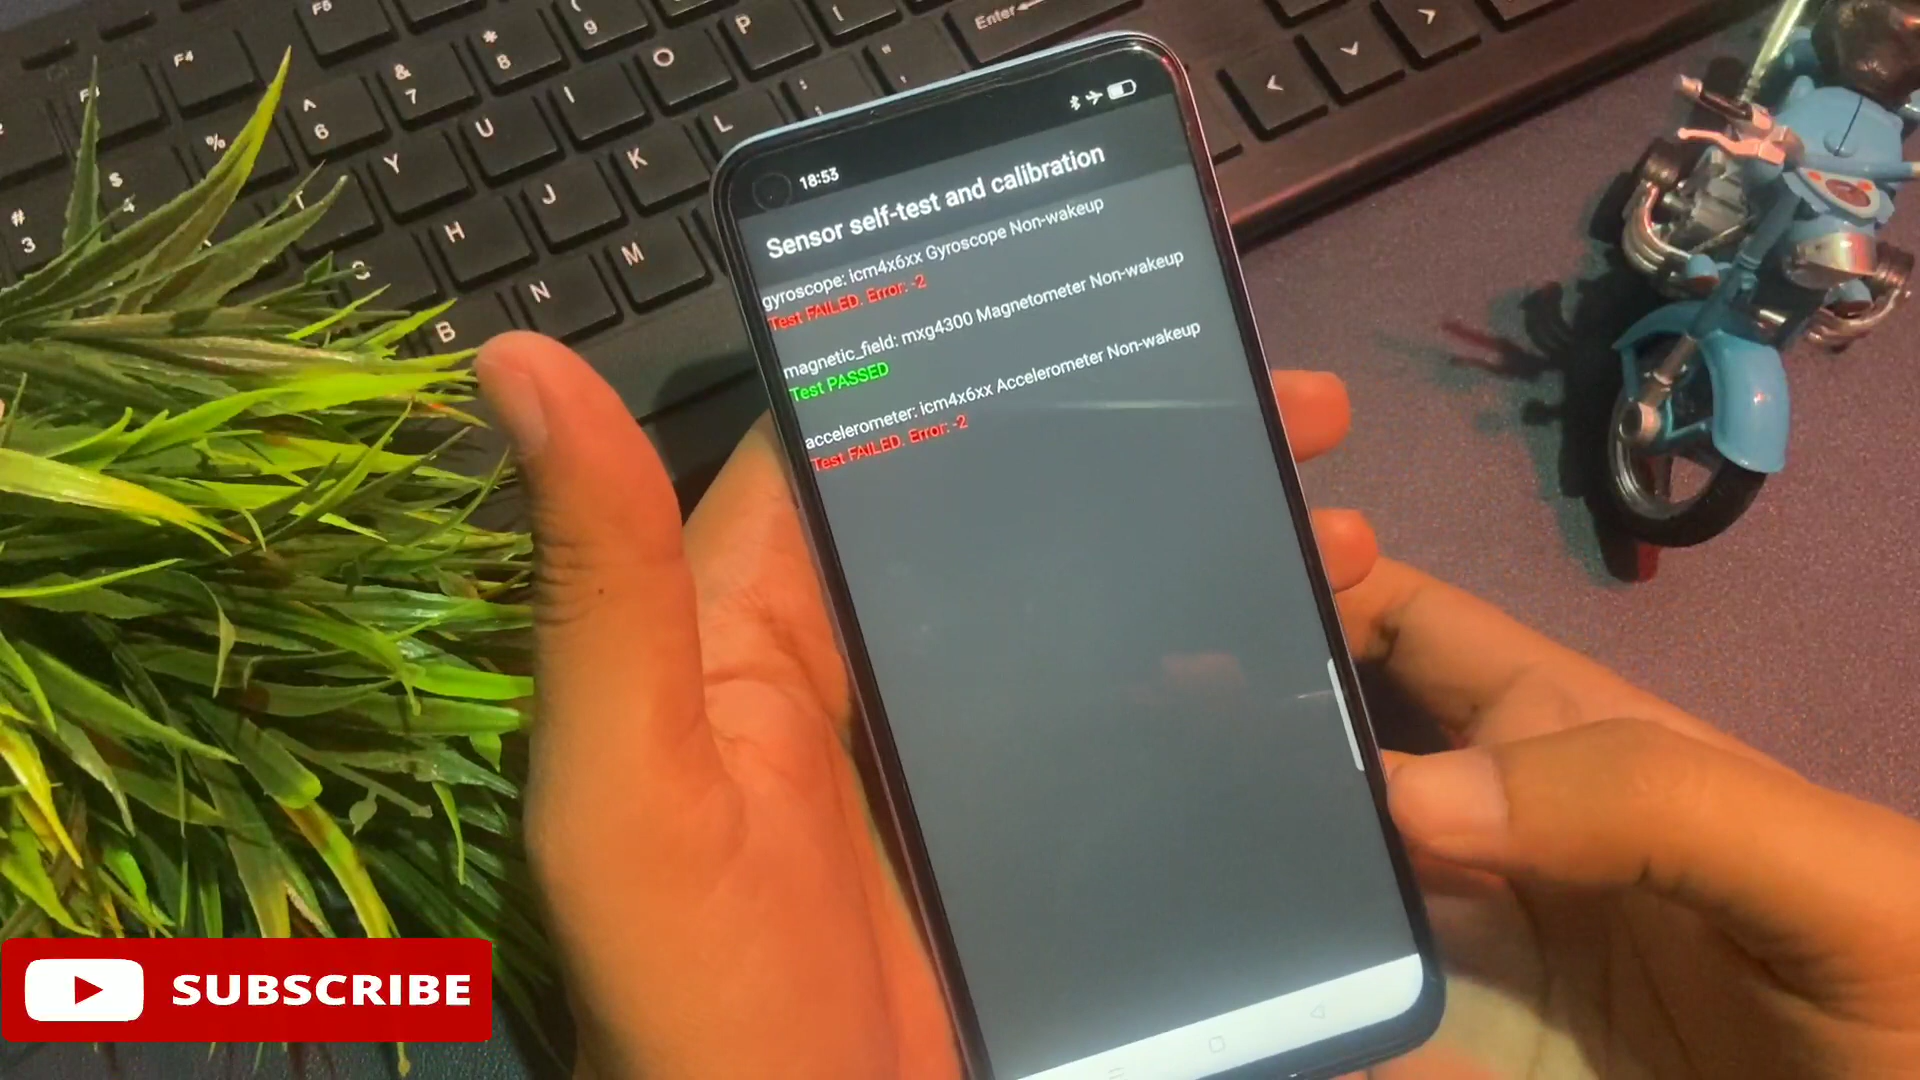 18:53
Sensor self-test and calibration
gyroscope: icm4x6xx Gyroscope Non-wakeup
Test FAILED. Error: -2
magnetic_field: mxg4300 Magnetometer Non-wakeup
Test PASSED
accelerometer: icm4x6xx Accelerometer Non-wakeup
Test FAILED. Error: -2
F4
F5
# 3
$ 4
%
^ 6
& 7
* 8
( 9
Y
U
I
O
P
Enter
H
J
K
L
B
N
M
SUBSCRIBE